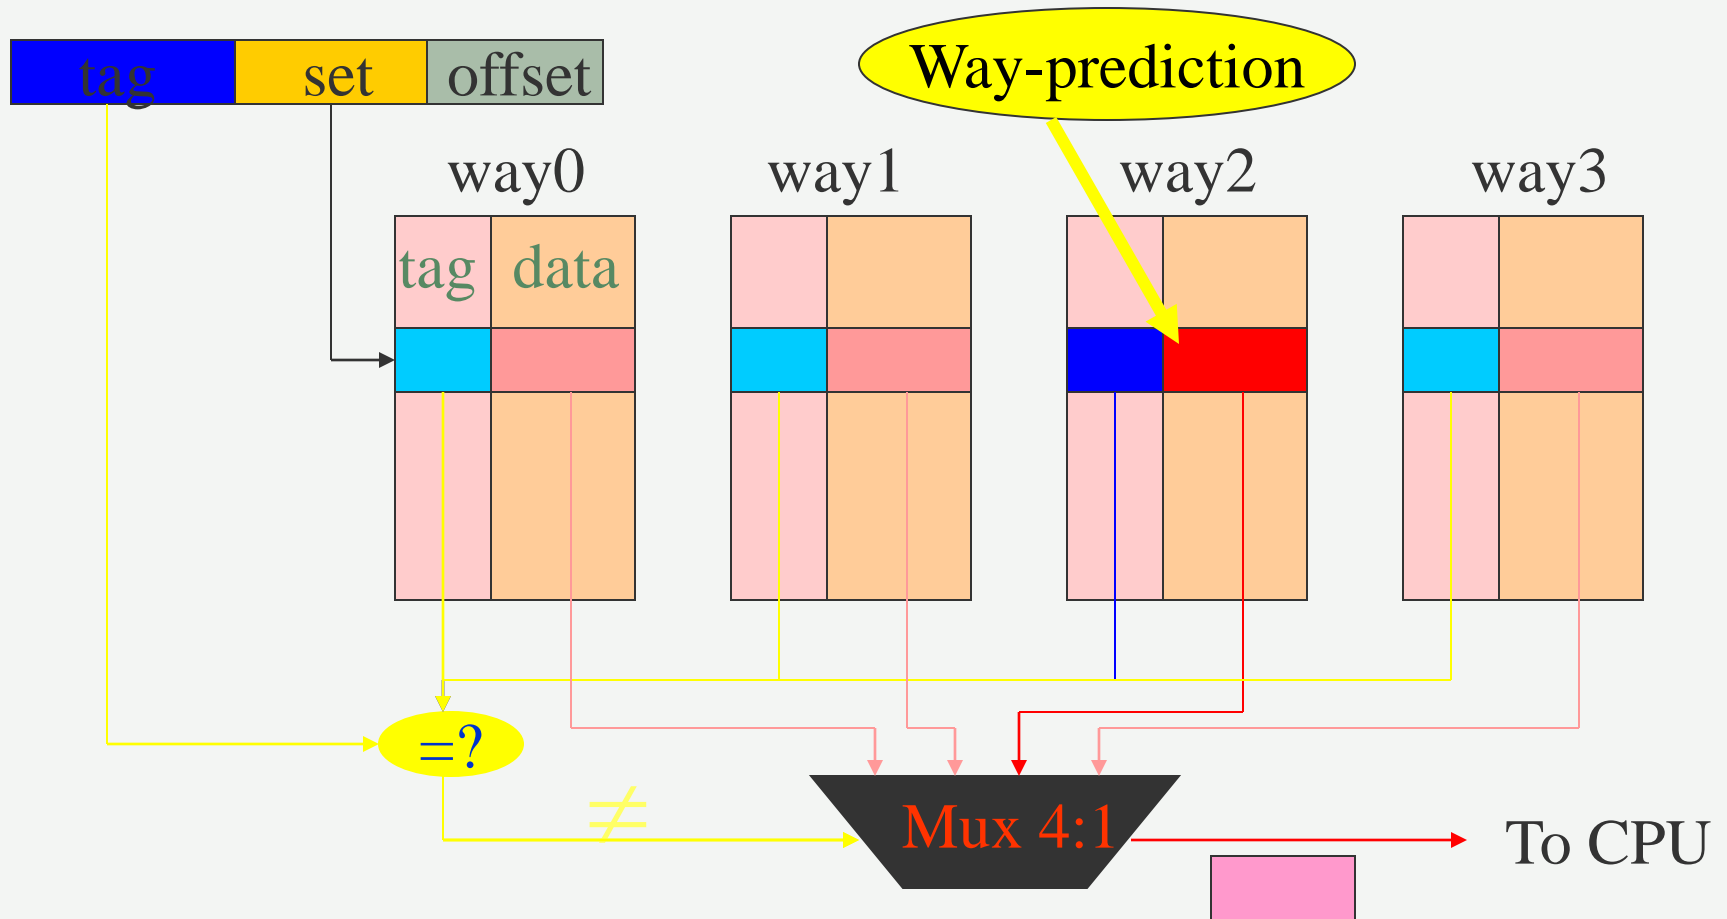 tag set offset
Way-prediction
way0 way1 way2 way3
tag data
=?
≠
Mux 4:1
To CPU